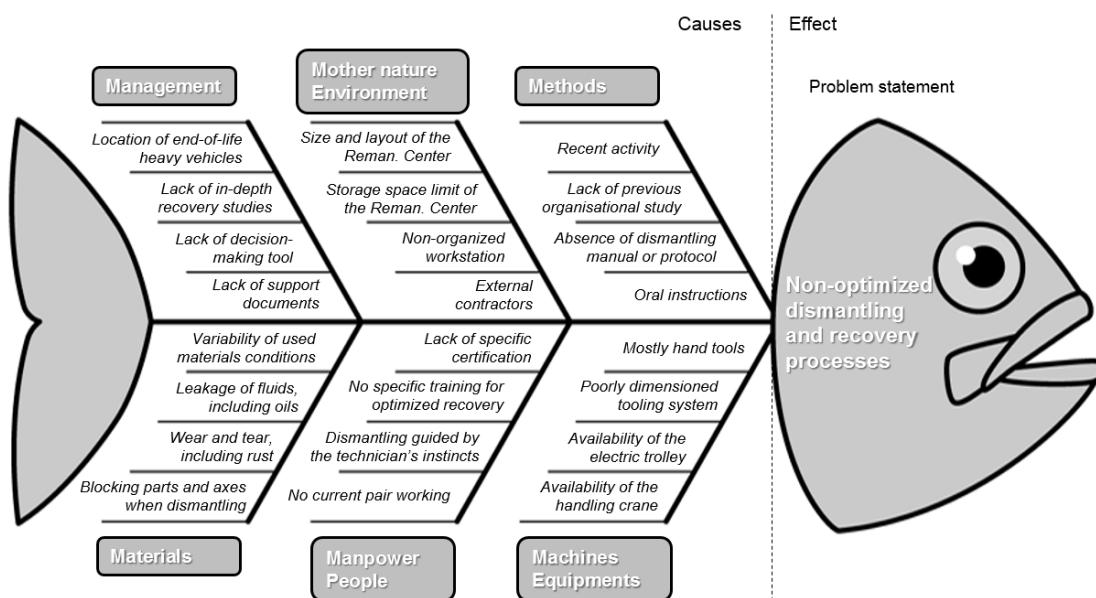 Causes
Effect
Problem statement
Management
Mother nature
Environment
Methods
Location of end-of-life
heavy vehicles
Lack of in-depth
recovery studies
Lack of decision-
making tool
Lack of support
documents
Size and layout of the
Reman. Center
Storage space limit of
the Reman. Center
Non-organized
workstation
External
contractors
Recent activity
Lack of previous
organisational study
Absence of dismantling
manual or protocol
Oral instructions
Non-optimized
dismantling
and recovery
processes
Variability of used
materials conditions
Leakage of fluids,
including oils
Wear and tear,
including rust
Blocking parts and axes
when dismantling
Lack of specific
certification
No specific training for
optimized recovery
Dismantling guided by
the technician's instincts
No current pair working
Mostly hand tools
Poorly dimensioned
tooling system
Availability of the
electric trolley
Availability of the
handling crane
Materials
Manpower
People
Machines
Equipments